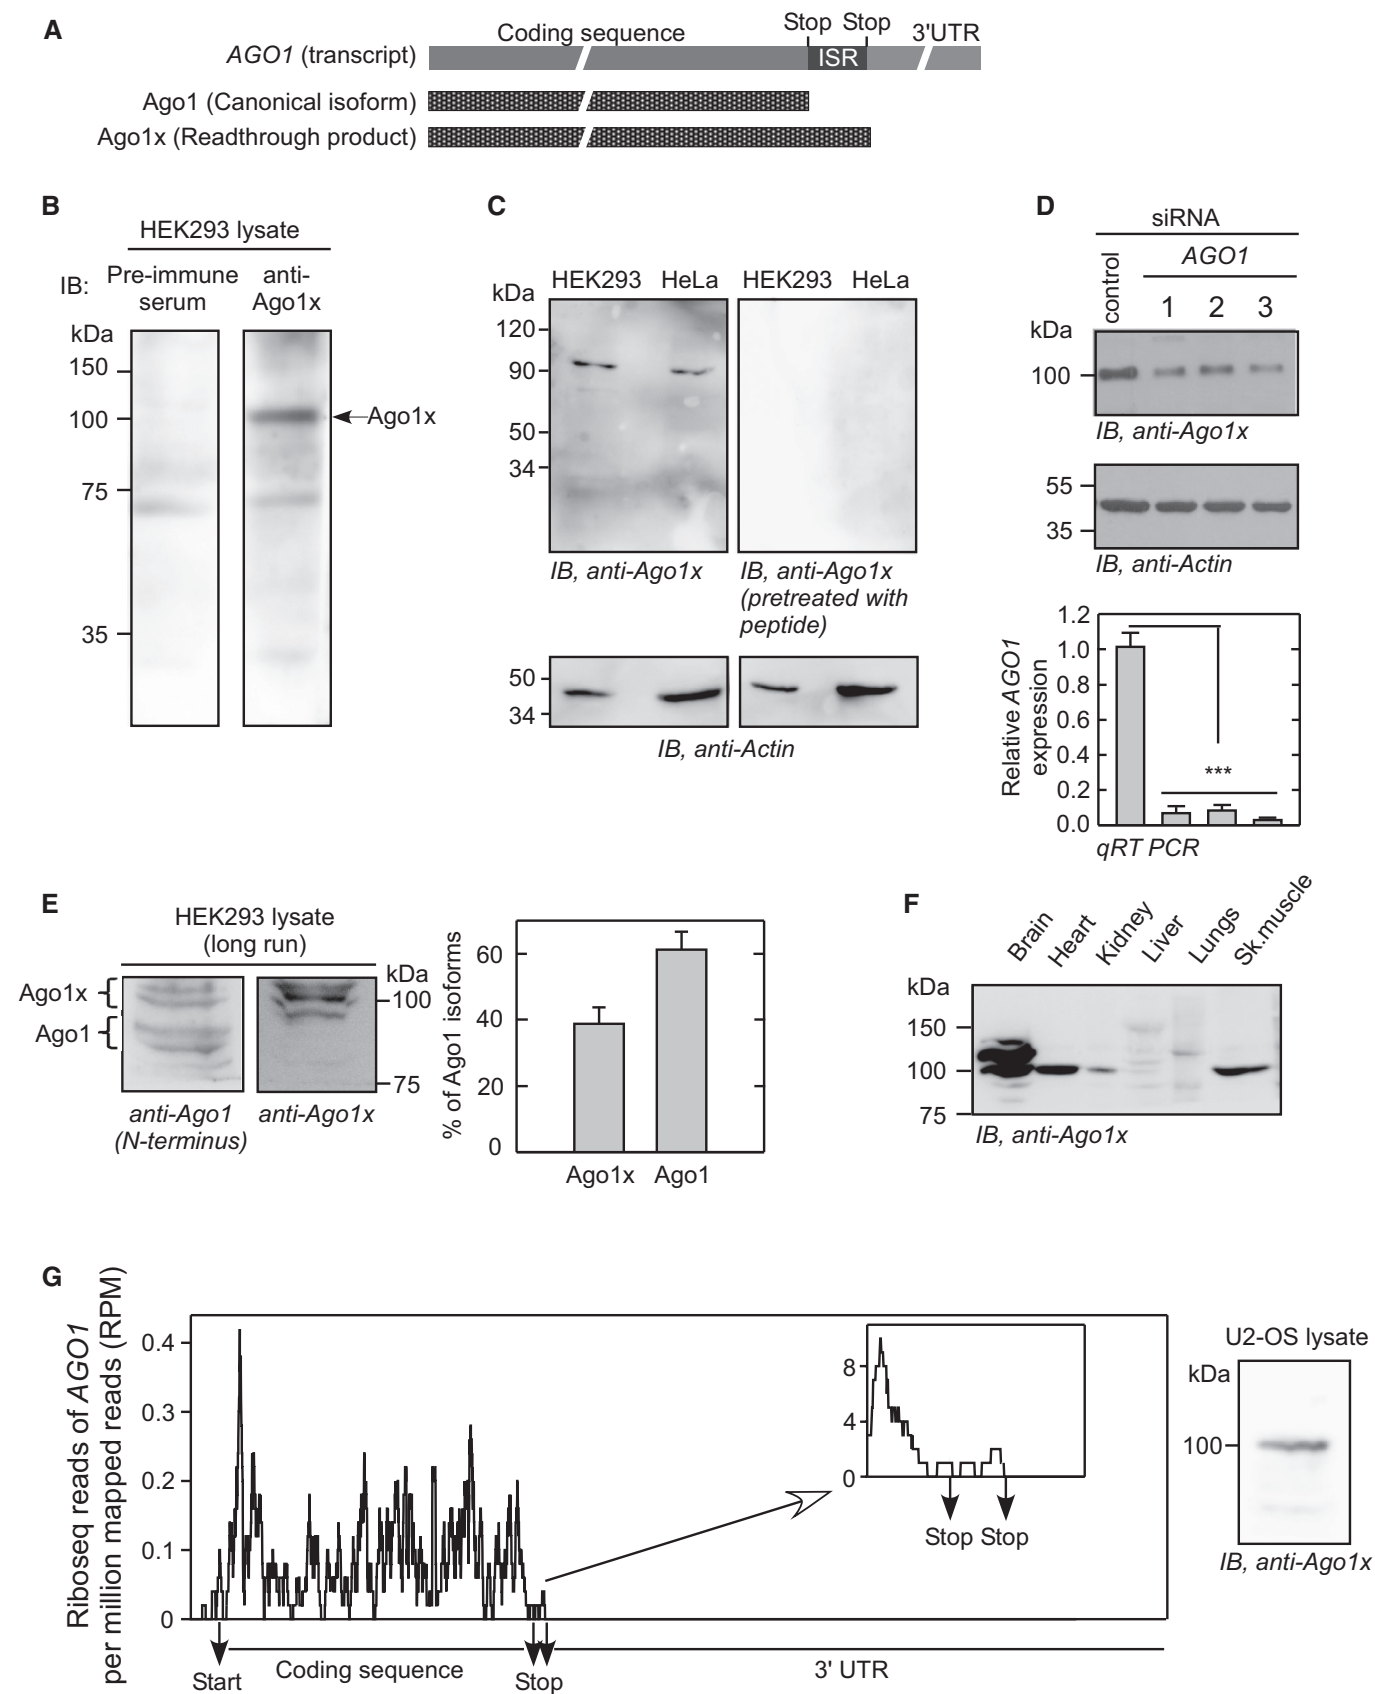 A
Coding sequence
Stop Stop 3'UTR
AGO1 (transcript)
ISR
Ago1 (Canonical isoform)
Ago1x (Readthrough product)
B
HEK293 lysate
IB:
Pre-immune serum
anti-Ago1x
kDa
150
100
75
35
Ago1x
C
HEK293 HeLa HEK293 HeLa
kDa
120
90
50
34
IB, anti-Ago1x
IB, anti-Ago1x
(pretreated with
peptide)
50
34
IB, anti-Actin
D
siRNA
control
AGO1
1 2 3
kDa
100
IB, anti-Ago1x
55
35
IB, anti-Actin
Relative AGO1
expression
1.2
1.0
0.8
0.6
0.4
0.2
0.0
***
qRT PCR
E
HEK293 lysate
(long run)
kDa
Ago1x
Ago1
100
75
anti-Ago1
(N-terminus)
anti-Ago1x
% of Ago1 isoforms
60
40
20
0
Ago1x Ago1
F
Brain Heart Kidney Liver Lungs Sk.muscle
kDa
150
100
75
IB, anti-Ago1x
G
Riboseq reads of AGO1
per million mapped reads (RPM)
0.4
0.3
0.2
0.1
0
8
4
0
Stop Stop
Start
Coding sequence
Stop
3' UTR
U2-OS lysate
kDa
100
IB, anti-Ago1x